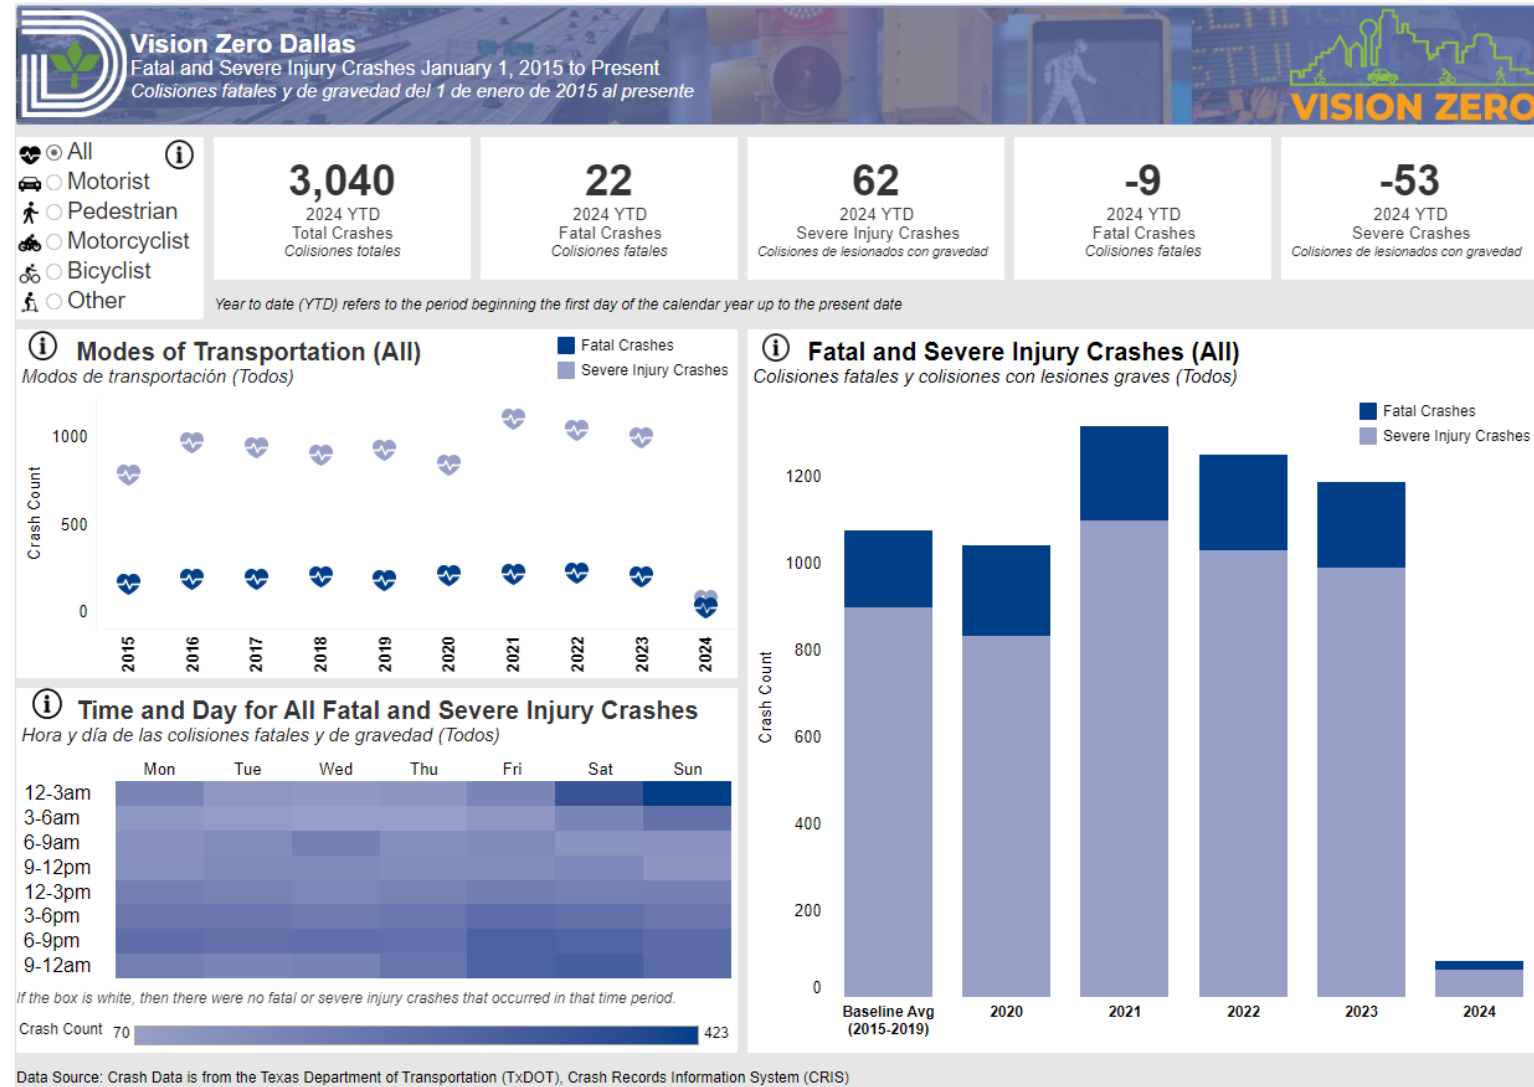 Vision Zero Dallas
Fatal and Severe Injury Crashes January 1, 2015 to Present
Colisiones fatales y de gravedad del 1 de enero de 2015 al presente
VISION ZERO
All
Motorist
Pedestrian
Motorcyclist
Bicyclist
Other
3,040
2024 YTD
Total Crashes
Colisiones totales
22
2024 YTD
Fatal Crashes
Colisiones fatales
62
2024 YTD
Severe Injury Crashes
Colisiones de lesionados con gravedad
-9
2024 YTD
Fatal Crashes
Colisiones fatales
-53
2024 YTD
Severe Crashes
Colisiones de lesionados con gravedad
Year to date (YTD) refers to the period beginning the first day of the calendar year up to the present date
Modes of Transportation (All)
Modos de transportación (Todos)
Fatal Crashes
Severe Injury Crashes
Crash Count
1000
500
0
2015 2016 2017 2018 2019 2020 2021 2022 2023 2024
Time and Day for All Fatal and Severe Injury Crashes
Hora y día de las colisiones fatales y de gravedad (Todos)
Mon Tue Wed Thu Fri Sat Sun
12-3am
3-6am
6-9am
9-12pm
12-3pm
3-6pm
6-9pm
9-12am
If the box is white, then there were no fatal or severe injury crashes that occurred in that time period.
Crash Count 70 423
Fatal and Severe Injury Crashes (All)
Colisiones fatales y colisiones con lesiones graves (Todos)
Fatal Crashes
Severe Injury Crashes
Crash Count
1200
1000
800
600
400
200
0
Baseline Avg 2020 2021 2022 2023 2024
(2015-2019)
Data Source: Crash Data is from the Texas Department of Transportation (TxDOT), Crash Records Information System (CRIS)